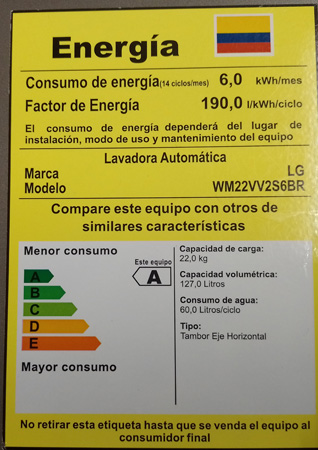 Energía
Consumo de energía(14 ciclos/mes) 6,0 kWh/mes
Factor de Energía 190,0 l/kWh/ciclo
El consumo de energía dependerá del lugar de
instalación, modo de uso y mantenimiento del equipo
Lavadora Automática
Marca LG
Modelo WM22VV2S6BR
Compare este equipo con otros de
similares características
Menor consumo
Este equipo
A
A
B
C
D
E
Mayor consumo
Capacidad de carga:
22,0 kg
Capacidad volumétrica:
127,0 Litros
Consumo de agua:
60,0 Litros/ciclo
Tipo:
Tambor Eje Horizontal
No retirar esta etiqueta hasta que se venda el equipo al
consumidor final